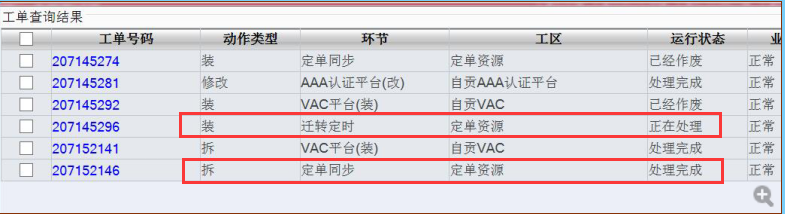 工单查询结果
工单号码 动作类型 环节 工区 运行状态 业
207145274 装 定单同步 定单资源 已经作废 正常
207145281 修改 AAA认证平台(改) 自贡AAA认证平台 处理完成 正常
207145292 装 VAC平台(装) 自贡VAC 已经作废 正常
207145296 装 迁转定时 定单资源 正在处理 正常
207152141 拆 VAC平台(装) 自贡VAC 处理完成 正常
207152146 拆 定单同步 定单资源 处理完成 正常